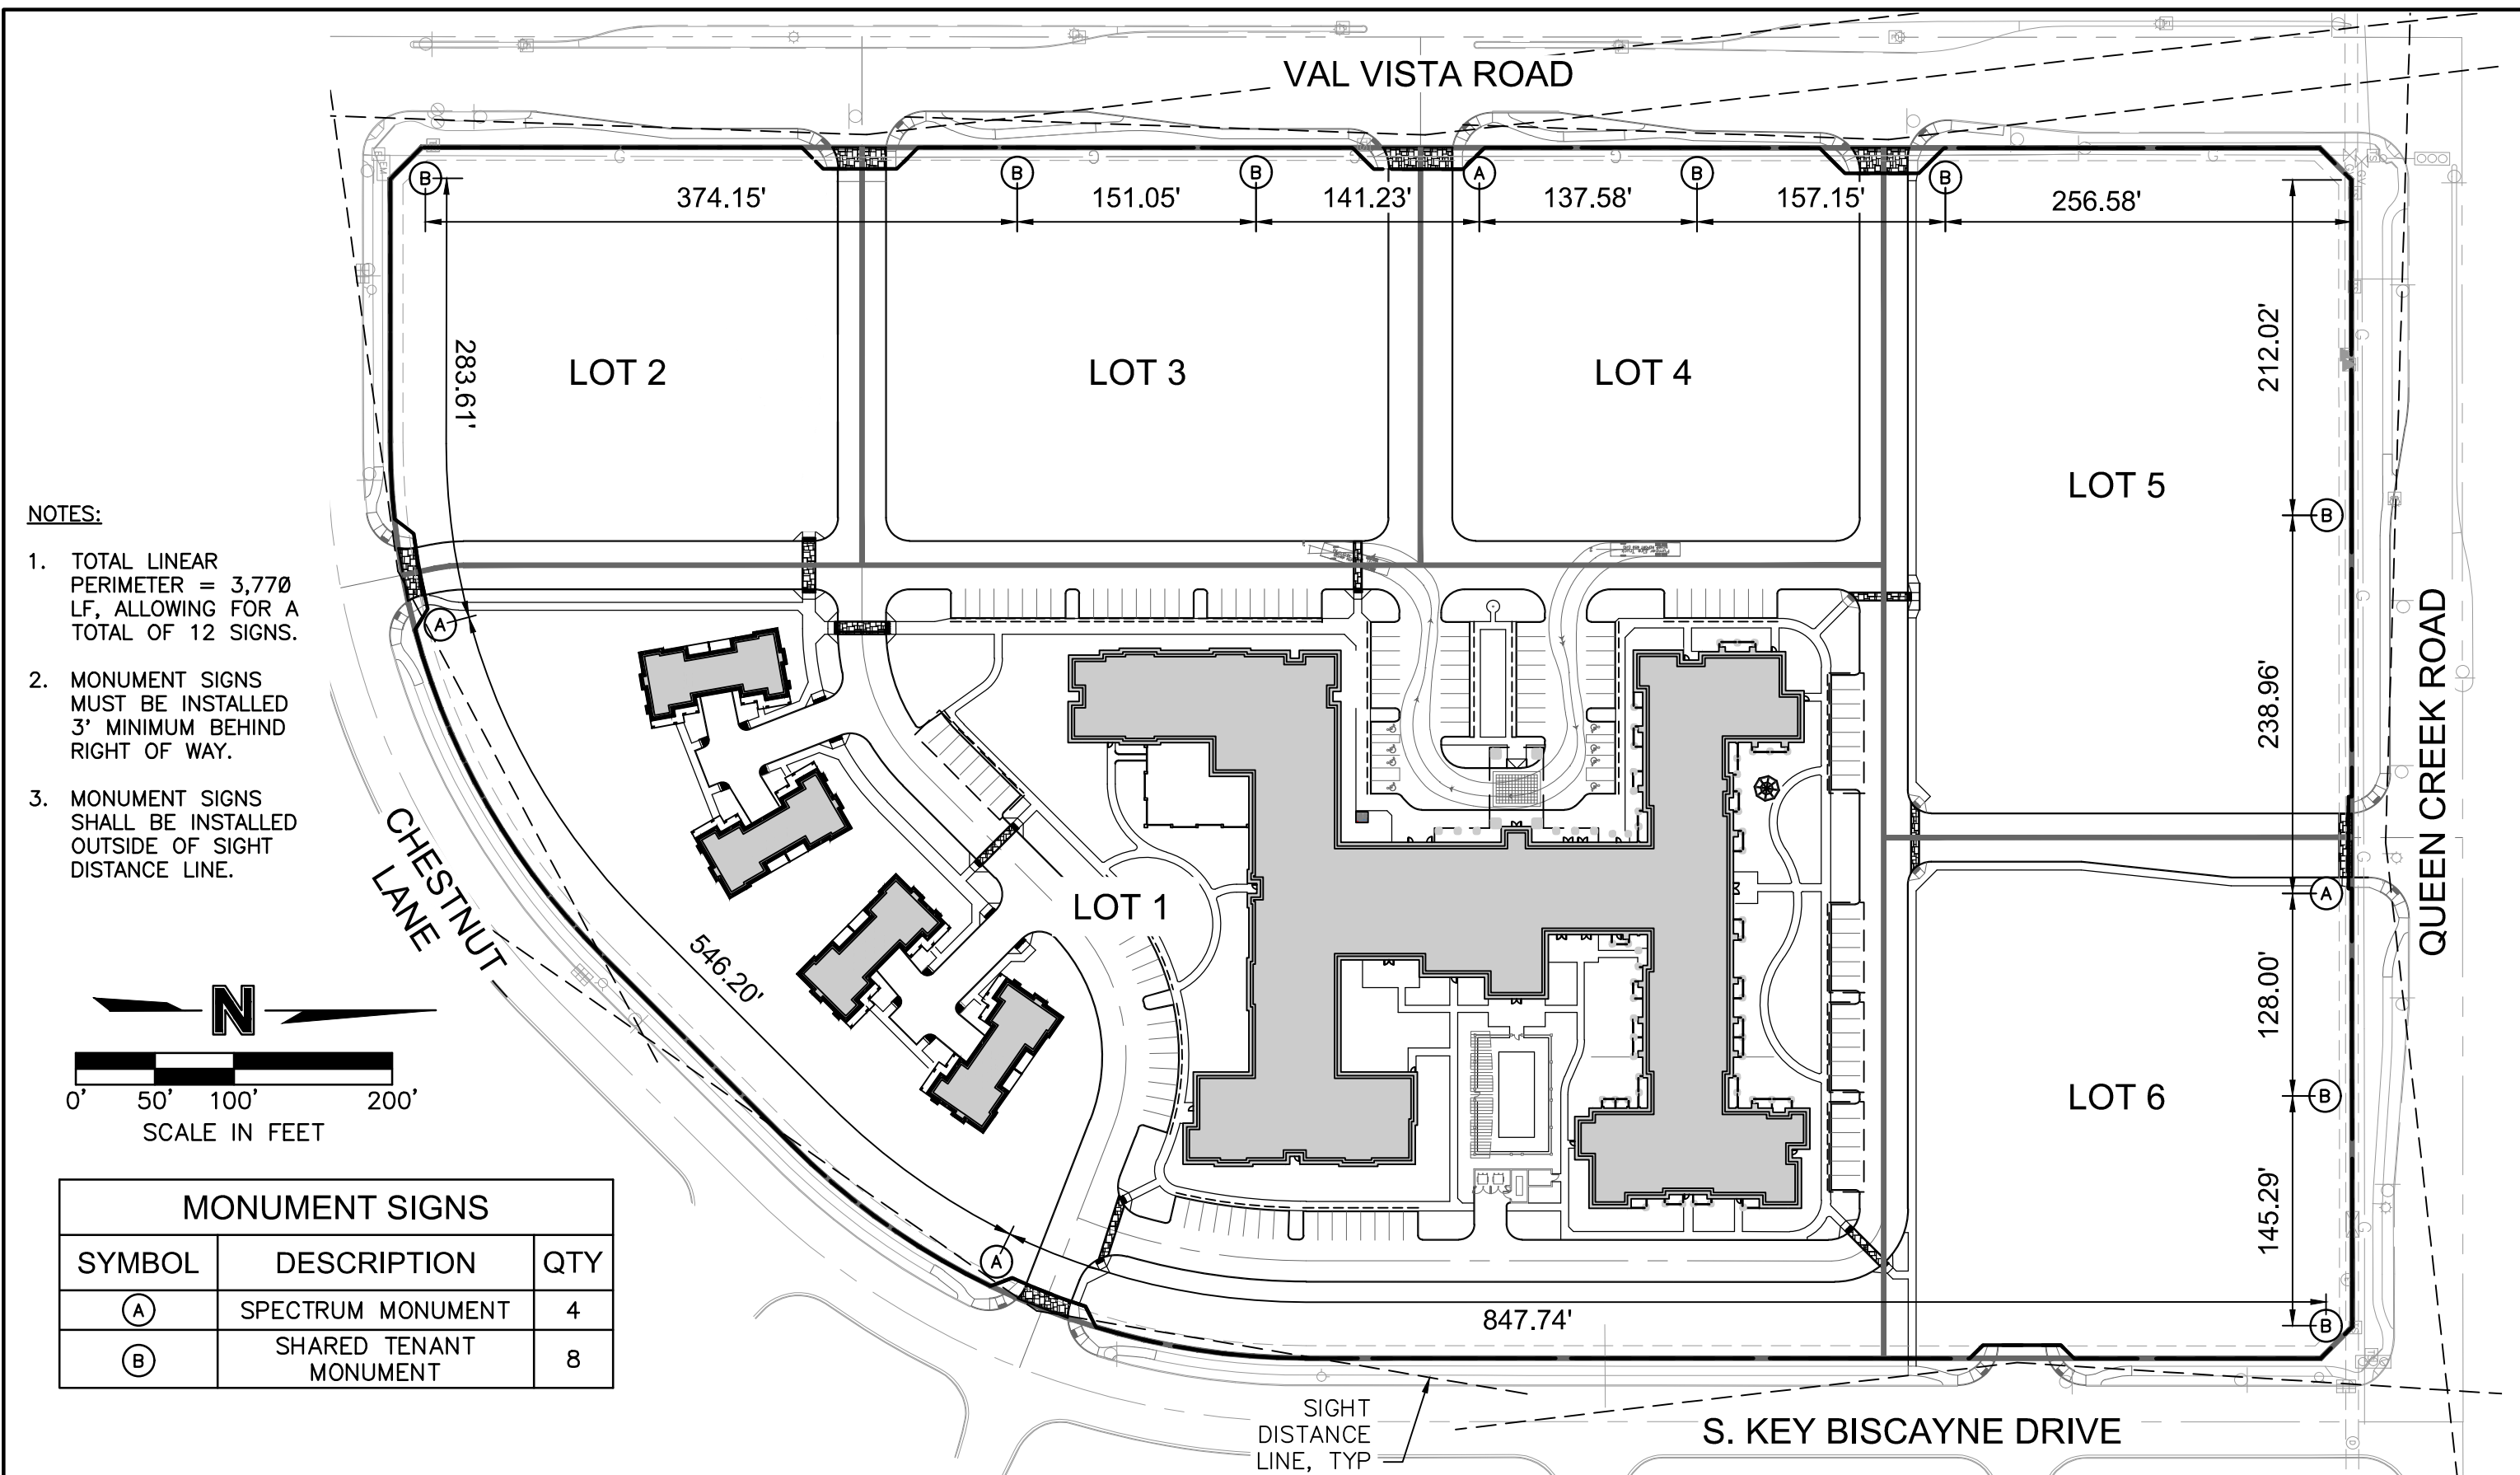 VAL VISTA ROAD
B
B
B
A
B
B
374.15'
151.05'
141.23'
137.58'
157.15'
256.58'
283.61'
212.02'
LOT 2
LOT 3
LOT 4
LOT 5
B
238.96'
QUEEN CREEK ROAD
NOTES:
1. TOTAL LINEAR
PERIMETER = 3,770
LF, ALLOWING FOR A
TOTAL OF 12 SIGNS.
2. MONUMENT SIGNS
MUST BE INSTALLED
3' MINIMUM BEHIND
RIGHT OF WAY.
3. MONUMENT SIGNS
SHALL BE INSTALLED
OUTSIDE OF SIGHT
DISTANCE LINE.
A
CHESTNUT
LANE
LOT 1
546.20'
A
128.00'
B
LOT 6
145.29'
N
0' 50' 100' 200'
SCALE IN FEET
MONUMENT SIGNS
SYMBOL DESCRIPTION QTY
A SPECTRUM MONUMENT 4
B SHARED TENANT
MONUMENT 8
A
847.74'
B
SIGHT
DISTANCE
LINE, TYP
S. KEY BISCAYNE DRIVE